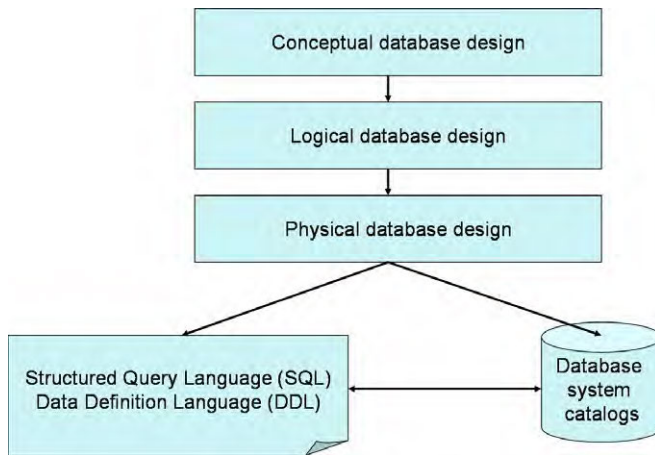 Conceptual database design
Logical database design
Physical database design
Structured Query Language (SQL)
Data Definition Language (DDL)
Database
system
catalogs